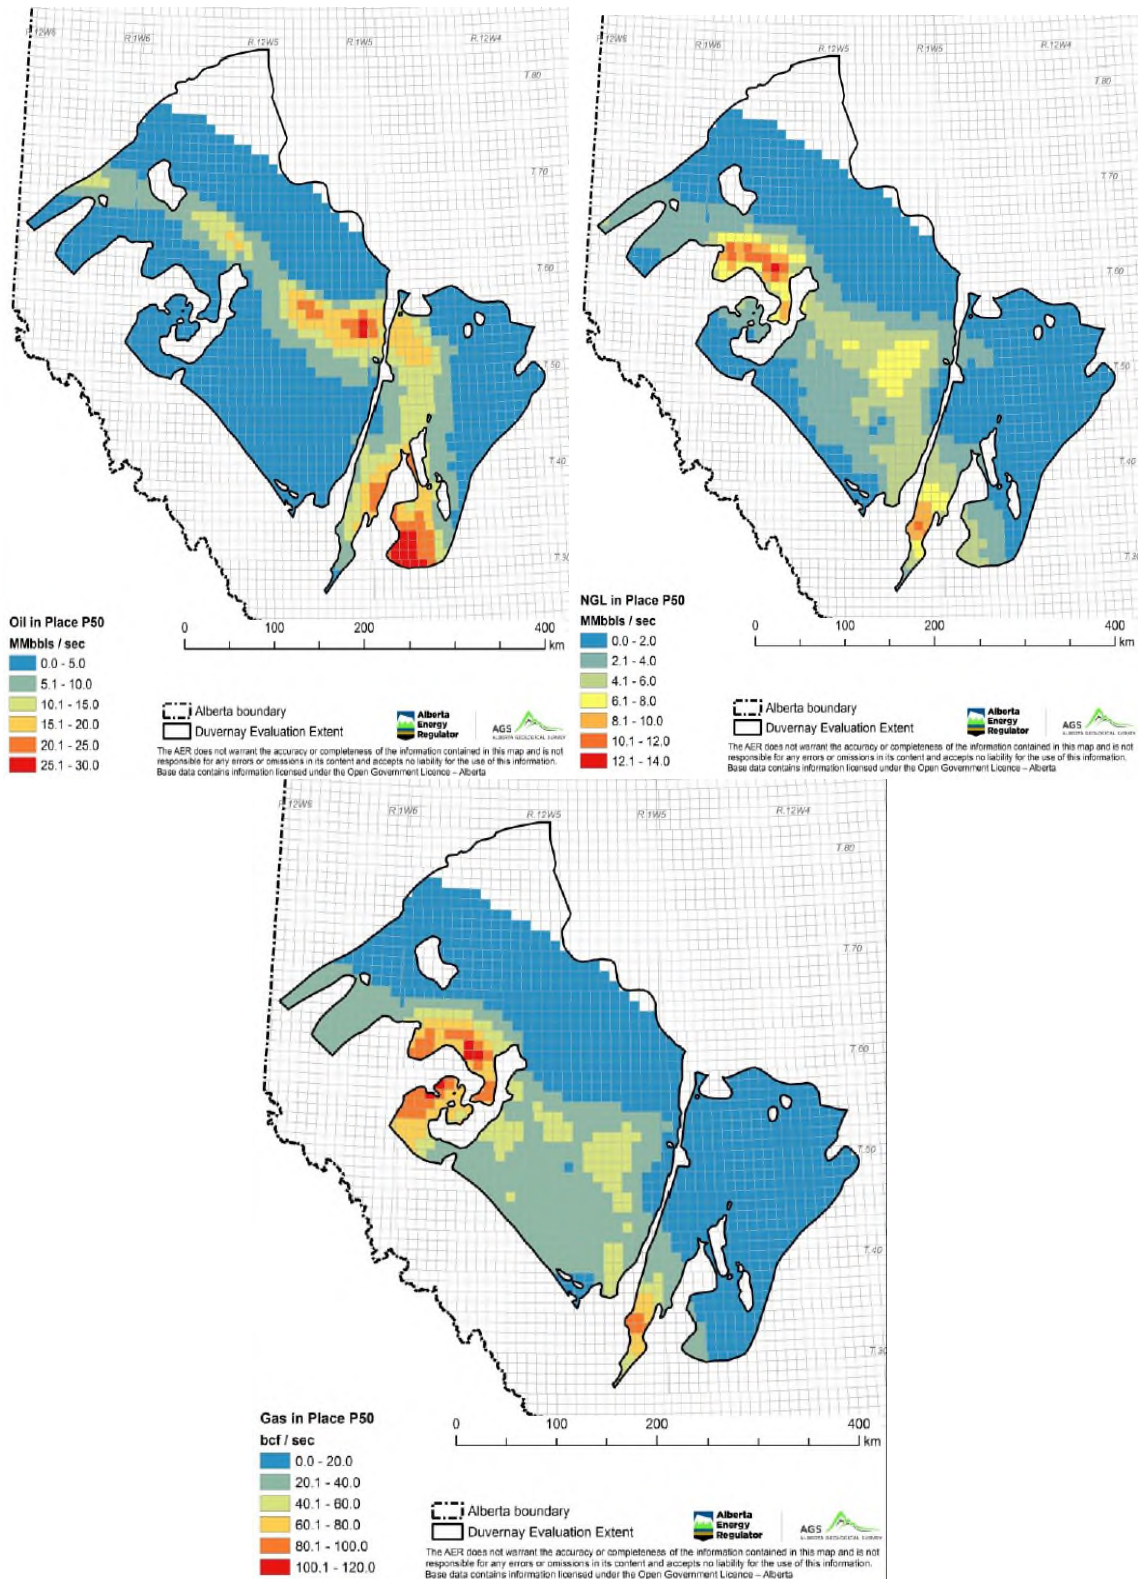 R.12W6
R.1W6
R.12W5
R.1W5
R.12W4
T.80
T.70
T.60
T.50
T.40
T.30
Oil in Place P50
MMbbls / sec
0.0 - 5.0
5.1 - 10.0
10.1 - 15.0
15.1 - 20.0
20.1 - 25.0
25.1 - 30.0
0 100 200 400
km
Alberta boundary
Duvernay Evaluation Extent
Alberta
Energy
Regulator
AGS
ALBERTA GEOLOGICAL SURVEY
The AER does not warrant the accuracy or completeness of the information contained in this map and is not
responsible for any errors or omissions in its content and accepts no liability for the use of this information.
Base data contains information licensed under the Open Government Licence – Alberta
R.12W6
R.1W6
R.12W5
R.1W5
R.12W4
T.80
T.70
T.60
T.50
T.40
T.30
NGL in Place P50
MMbbls / sec
0.0 - 2.0
2.1 - 4.0
4.1 - 6.0
6.1 - 8.0
8.1 - 10.0
10.1 - 12.0
12.1 - 14.0
0 100 200 400
km
Alberta boundary
Duvernay Evaluation Extent
Alberta
Energy
Regulator
AGS
ALBERTA GEOLOGICAL SURVEY
The AER does not warrant the accuracy or completeness of the information contained in this map and is not
responsible for any errors or omissions in its content and accepts no liability for the use of this information.
Base data contains information licensed under the Open Government Licence – Alberta
R.12W6
R.1W6
R.12W5
R.1W5
R.12W4
T.80
T.70
T.60
T.50
T.40
T.30
Gas in Place P50
bcf / sec
0.0 - 20.0
20.1 - 40.0
40.1 - 60.0
60.1 - 80.0
80.1 - 100.0
100.1 - 120.0
0 100 200 400
km
Alberta boundary
Duvernay Evaluation Extent
Alberta
Energy
Regulator
AGS
ALBERTA GEOLOGICAL SURVEY
The AER does not warrant the accuracy or completeness of the information contained in this map and is not
responsible for any errors or omissions in its content and accepts no liability for the use of this information.
Base data contains information licensed under the Open Government Licence – Alberta